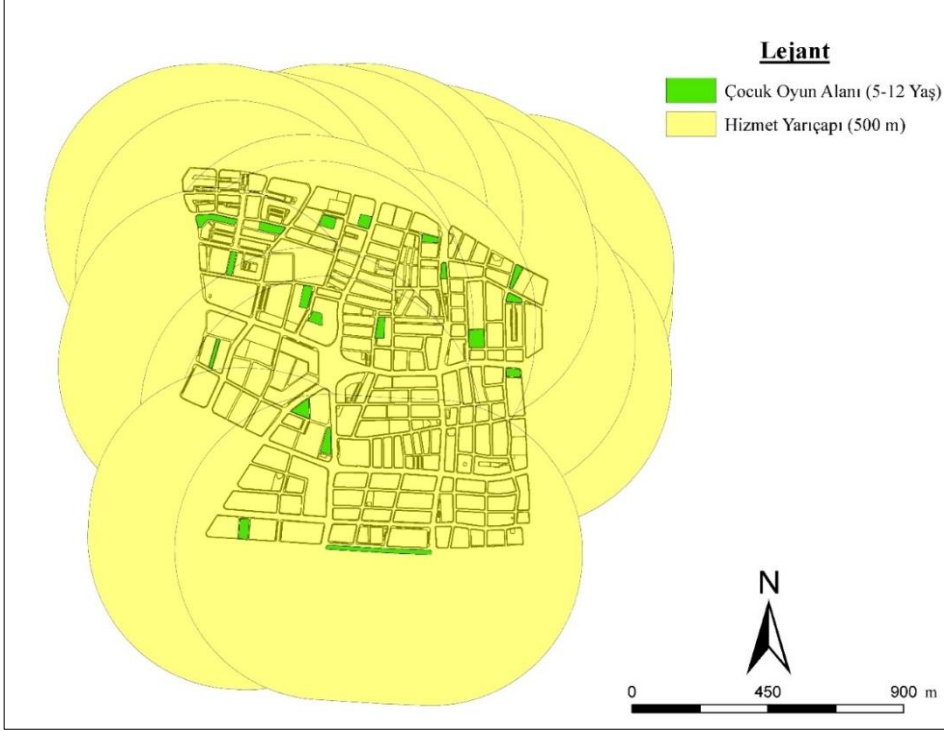 Lejant
Çocuk Oyun Alanı (5-12 Yaş)
Hizmet Yarıçapı (500 m)
N
0 450 900 m